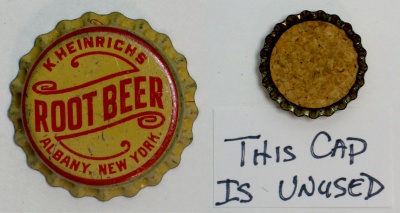 K. HEINRICHS
ROOT BEER
ALBANY, NEW YORK.
THIS CAP
IS UNUSED